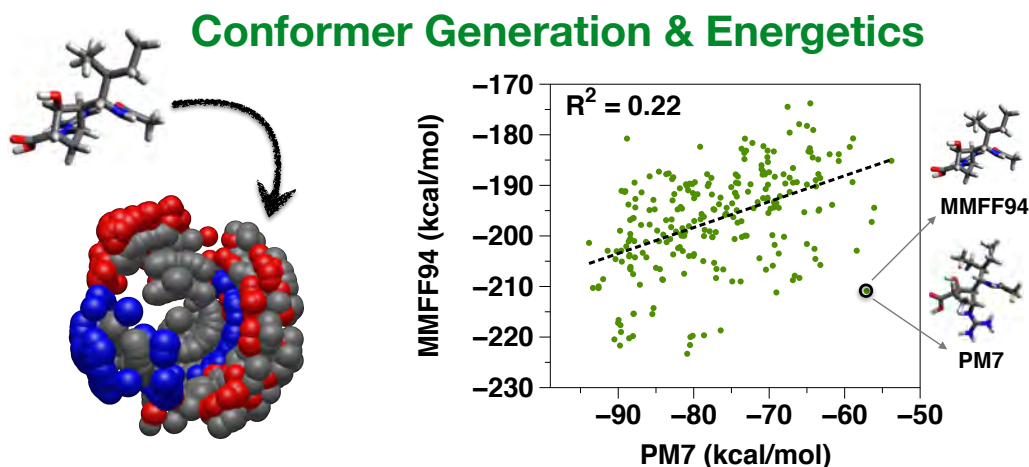 Conformer Generation & Energetics
R² = 0.22
MMFF94 (kcal/mol)
−170
−180
−190
−200
−210
−220
−230
−90
−80
−70
−60
−50
PM7 (kcal/mol)
MMFF94
PM7